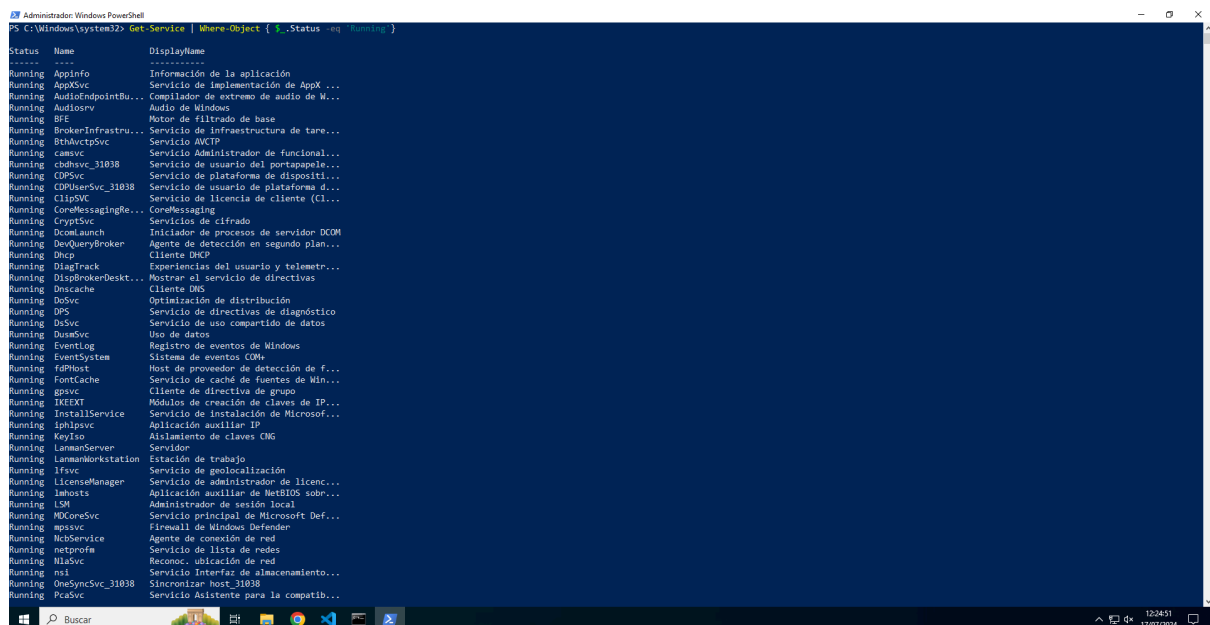 Administrador: Windows PowerShell
PS C:\Windows\system32> Get-Service | Where-Object { $_.Status -eq 'Running'}
Status Name DisplayName
------ ---- -----------
Running Appinfo Información de la aplicación
Running AppXSvc Servicio de implementación de AppX ...
Running AudioEndpointBu... Compilador de extremo de audio de W...
Running Audiosrv Audio de Windows
Running BFE Motor de filtrado de base
Running BrokerInfrastru... Servicio de infraestructura de tare...
Running BthAvctpSvc Servicio AVCTP
Running camsvc Servicio Administrador de funcional...
Running cbdhsvc_31038 Servicio de usuario del portapapele...
Running CDPSvc Servicio de plataforma de dispositi...
Running CDPUserSvc_31038 Servicio de usuario de plataforma d...
Running ClipSVC Servicio de licencia de cliente (Cl...
Running CoreMessagingRe... CoreMessaging
Running CryptSvc Servicios de cifrado
Running DcomLaunch Iniciador de procesos de servidor DCOM
Running DevQueryBroker Agente de detección en segundo plan...
Running Dhcp Cliente DHCP
Running DiagTrack Experiencias del usuario y telemetr...
Running DispBrokerDeskt... Mostrar el servicio de directivas
Running Dnscache Cliente DNS
Running DoSvc Optimización de distribución
Running DPS Servicio de directivas de diagnóstico
Running DsSvc Servicio de uso compartido de datos
Running DusmSvc Uso de datos
Running EventLog Registro de eventos de Windows
Running EventSystem Sistema de eventos COM+
Running fdPHost Host de proveedor de detección de f...
Running FontCache Servicio de caché de fuentes de Win...
Running gpsvc Cliente de directiva de grupo
Running IKEEXT Módulos de creación de claves de IP...
Running InstallService Servicio de instalación de Microsof...
Running iphlpsvc Aplicación auxiliar IP
Running KeyIso Aislamiento de claves CNG
Running LanmanServer Servidor
Running LanmanWorkstation Estación de trabajo
Running lfsvc Servicio de geolocalización
Running LicenseManager Servicio de administrador de licenc...
Running lmhosts Aplicación auxiliar de NetBIOS sobr...
Running LSM Administrador de sesión local
Running MDCoreSvc Servicio principal de Microsoft Def...
Running mpssvc Firewall de Windows Defender
Running NcbService Agente de conexión de red
Running netprofm Servicio de lista de redes
Running NlaSvc Reconoc. ubicación de red
Running nsi Servicio Interfaz de almacenamiento...
Running OneSyncSvc_31038 Sincronizar host_31038
Running PcaSvc Servicio Asistente para la compatib...
Buscar
12:24:51
17/07/2024